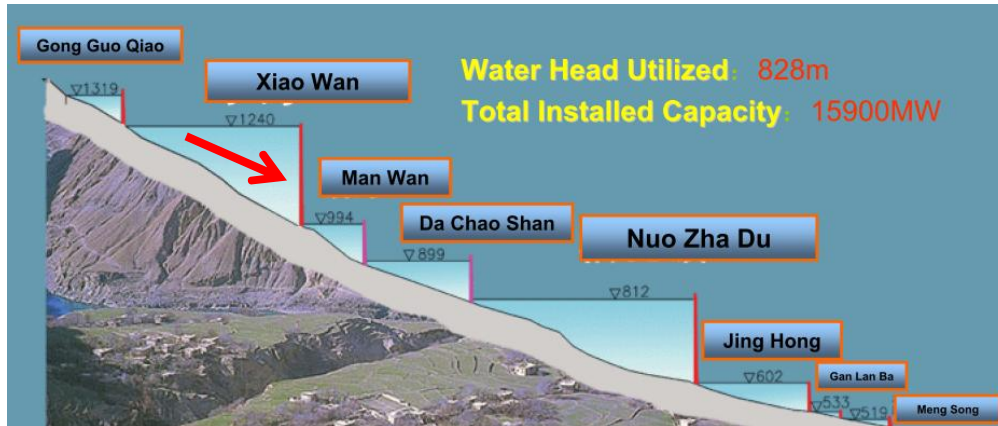 Gong Guo Qiao
Xiao Wan
Water Head Utilized: 828m
Total Installed Capacity: 15900MW
▽1319
▽1240
Man Wan
▽994
Da Chao Shan
Nuo Zha Du
▽899
▽812
Jing Hong
▽602
Gan Lan Ba
▽533
▽519
Meng Song